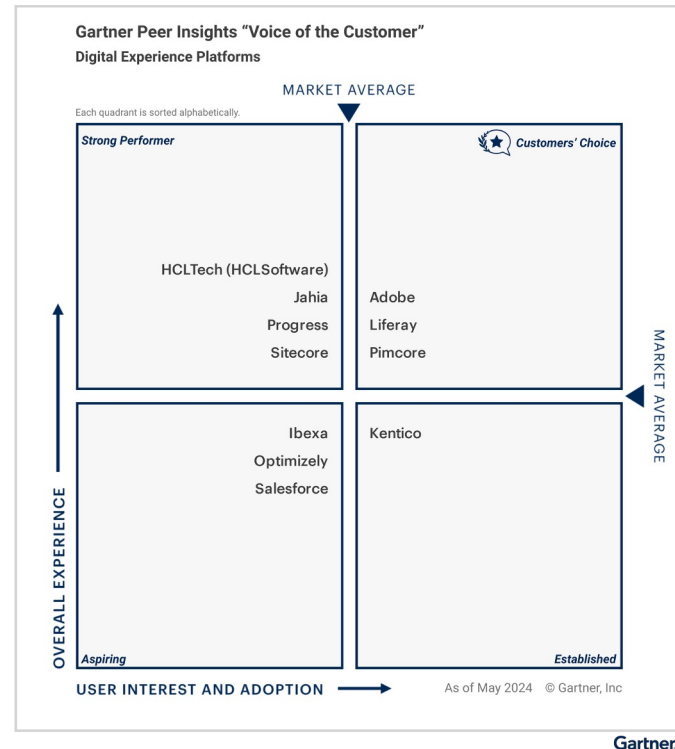 Gartner Peer Insights “Voice of the Customer”
Digital Experience Platforms
MARKET AVERAGE
Each quadrant is sorted alphabetically.
Strong Performer
Customers’ Choice
HCLTech (HCLSoftware)
Jahia
Progress
Sitecore
Adobe
Liferay
Pimcore
MARKET AVERAGE
Ibexa
Optimizely
Salesforce
Kentico
OVERALL EXPERIENCE
Aspiring
Established
USER INTEREST AND ADOPTION
As of May 2024 © Gartner, Inc
Gartner